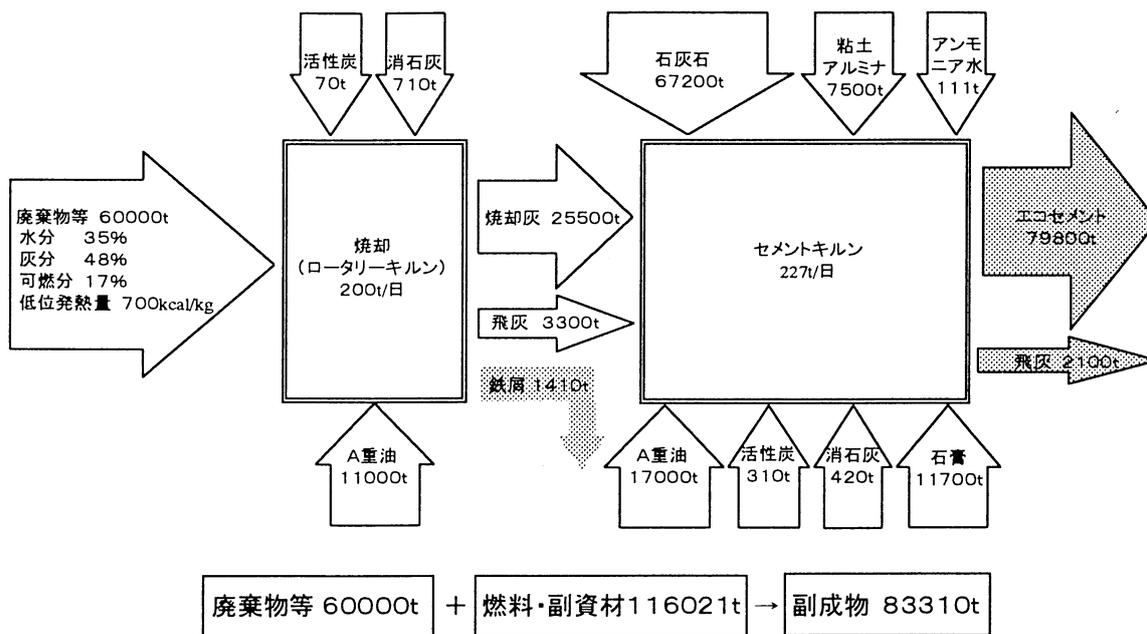 活性炭
70t
消石灰
710t
石灰石
67200t
粘土
アルミナ
7500t
アンモ
ニア水
111t
廃棄物等 60000t
水分 35%
灰分 48%
可燃分 17%
低位発熱量 700kcal/kg
焼却
(ロータリーキルン)
200t/日
焼却灰 25500t
飛灰 3300t
鉄屑 1410t
セメントキルン
227t/日
エコセメント
79800t
飛灰 2100t
A重油
11000t
A重油
17000t
活性炭
310t
消石灰
420t
石膏
11700t
廃棄物等 60000t + 燃料・副資材116021t → 副成物 83310t